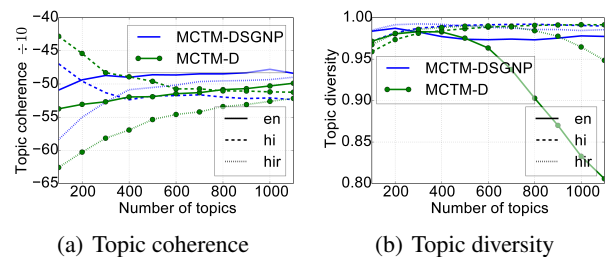 −40
−45
−50
−55
−60
−65
Topic coherence ÷10
MCTM-DSGNP
MCTM-D
en
hi
hir
200 400 600 800 1000
Number of topics
(a) Topic coherence
1.00
0.95
0.90
0.85
0.80
Topic diversity
MCTM-DSGNP
MCTM-D
en
hi
hir
200 400 600 800 1000
Number of topics
(b) Topic diversity